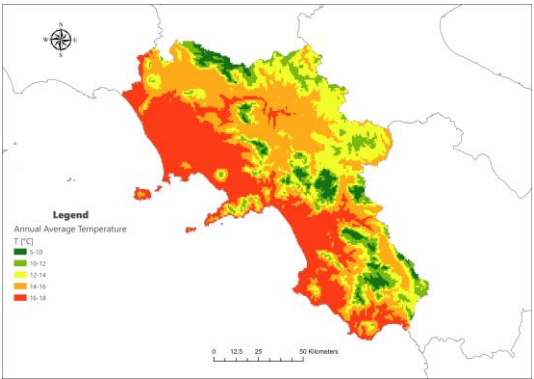 N
W E
S
Legend
Annual Average Temperature
T [°C]
5-10
10-12
12-14
14-16
16-18
0 12,5 25 50 Kilometers